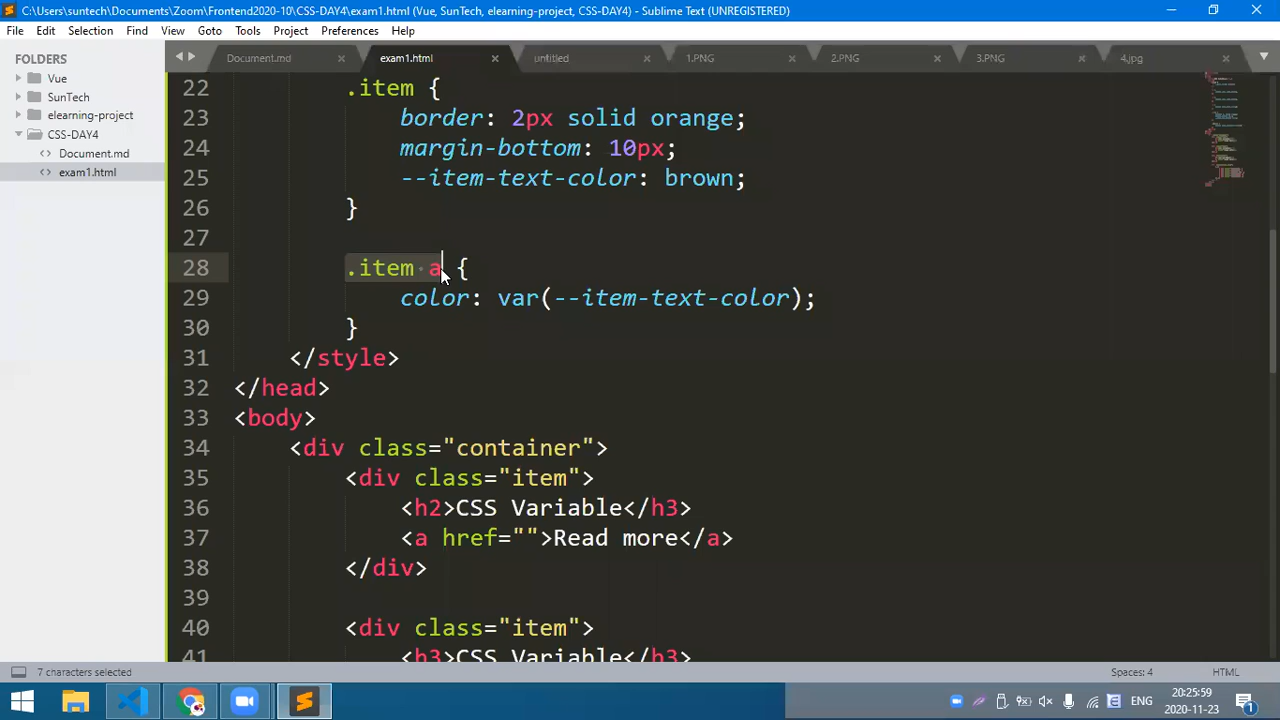 C:\Users\suntech\Documents\Zoom\Frontend2020-10\CSS-DAY4\exam1.html (Vue, SunTech, elearning-project, CSS-DAY4) - Sublime Text (UNREGISTERED)
File Edit Selection Find View Goto Tools Project Preferences Help
FOLDERS
Vue
SunTech
elearning-project
CSS-DAY4
Document.md
exam1.html
Document.md exam1.html untitled 1.PNG 2.PNG 3.PNG 4.jpg
22 .item {
23 border: 2px solid orange;
24 margin-bottom: 10px;
25 --item-text-color: brown;
26 }
27
28 .item a {
29 color: var(--item-text-color);
30 }
31 </style>
32 </head>
33 <body>
34 <div class="container">
35 <div class="item">
36 <h2>CSS Variable</h3>
37 <a href="">Read more</a>
38 </div>
39
40 <div class="item">
41 <h3>CSS Variable</h3>
7 characters selected Spaces: 4 HTML
ENG 20:25:59
2020-11-23 1